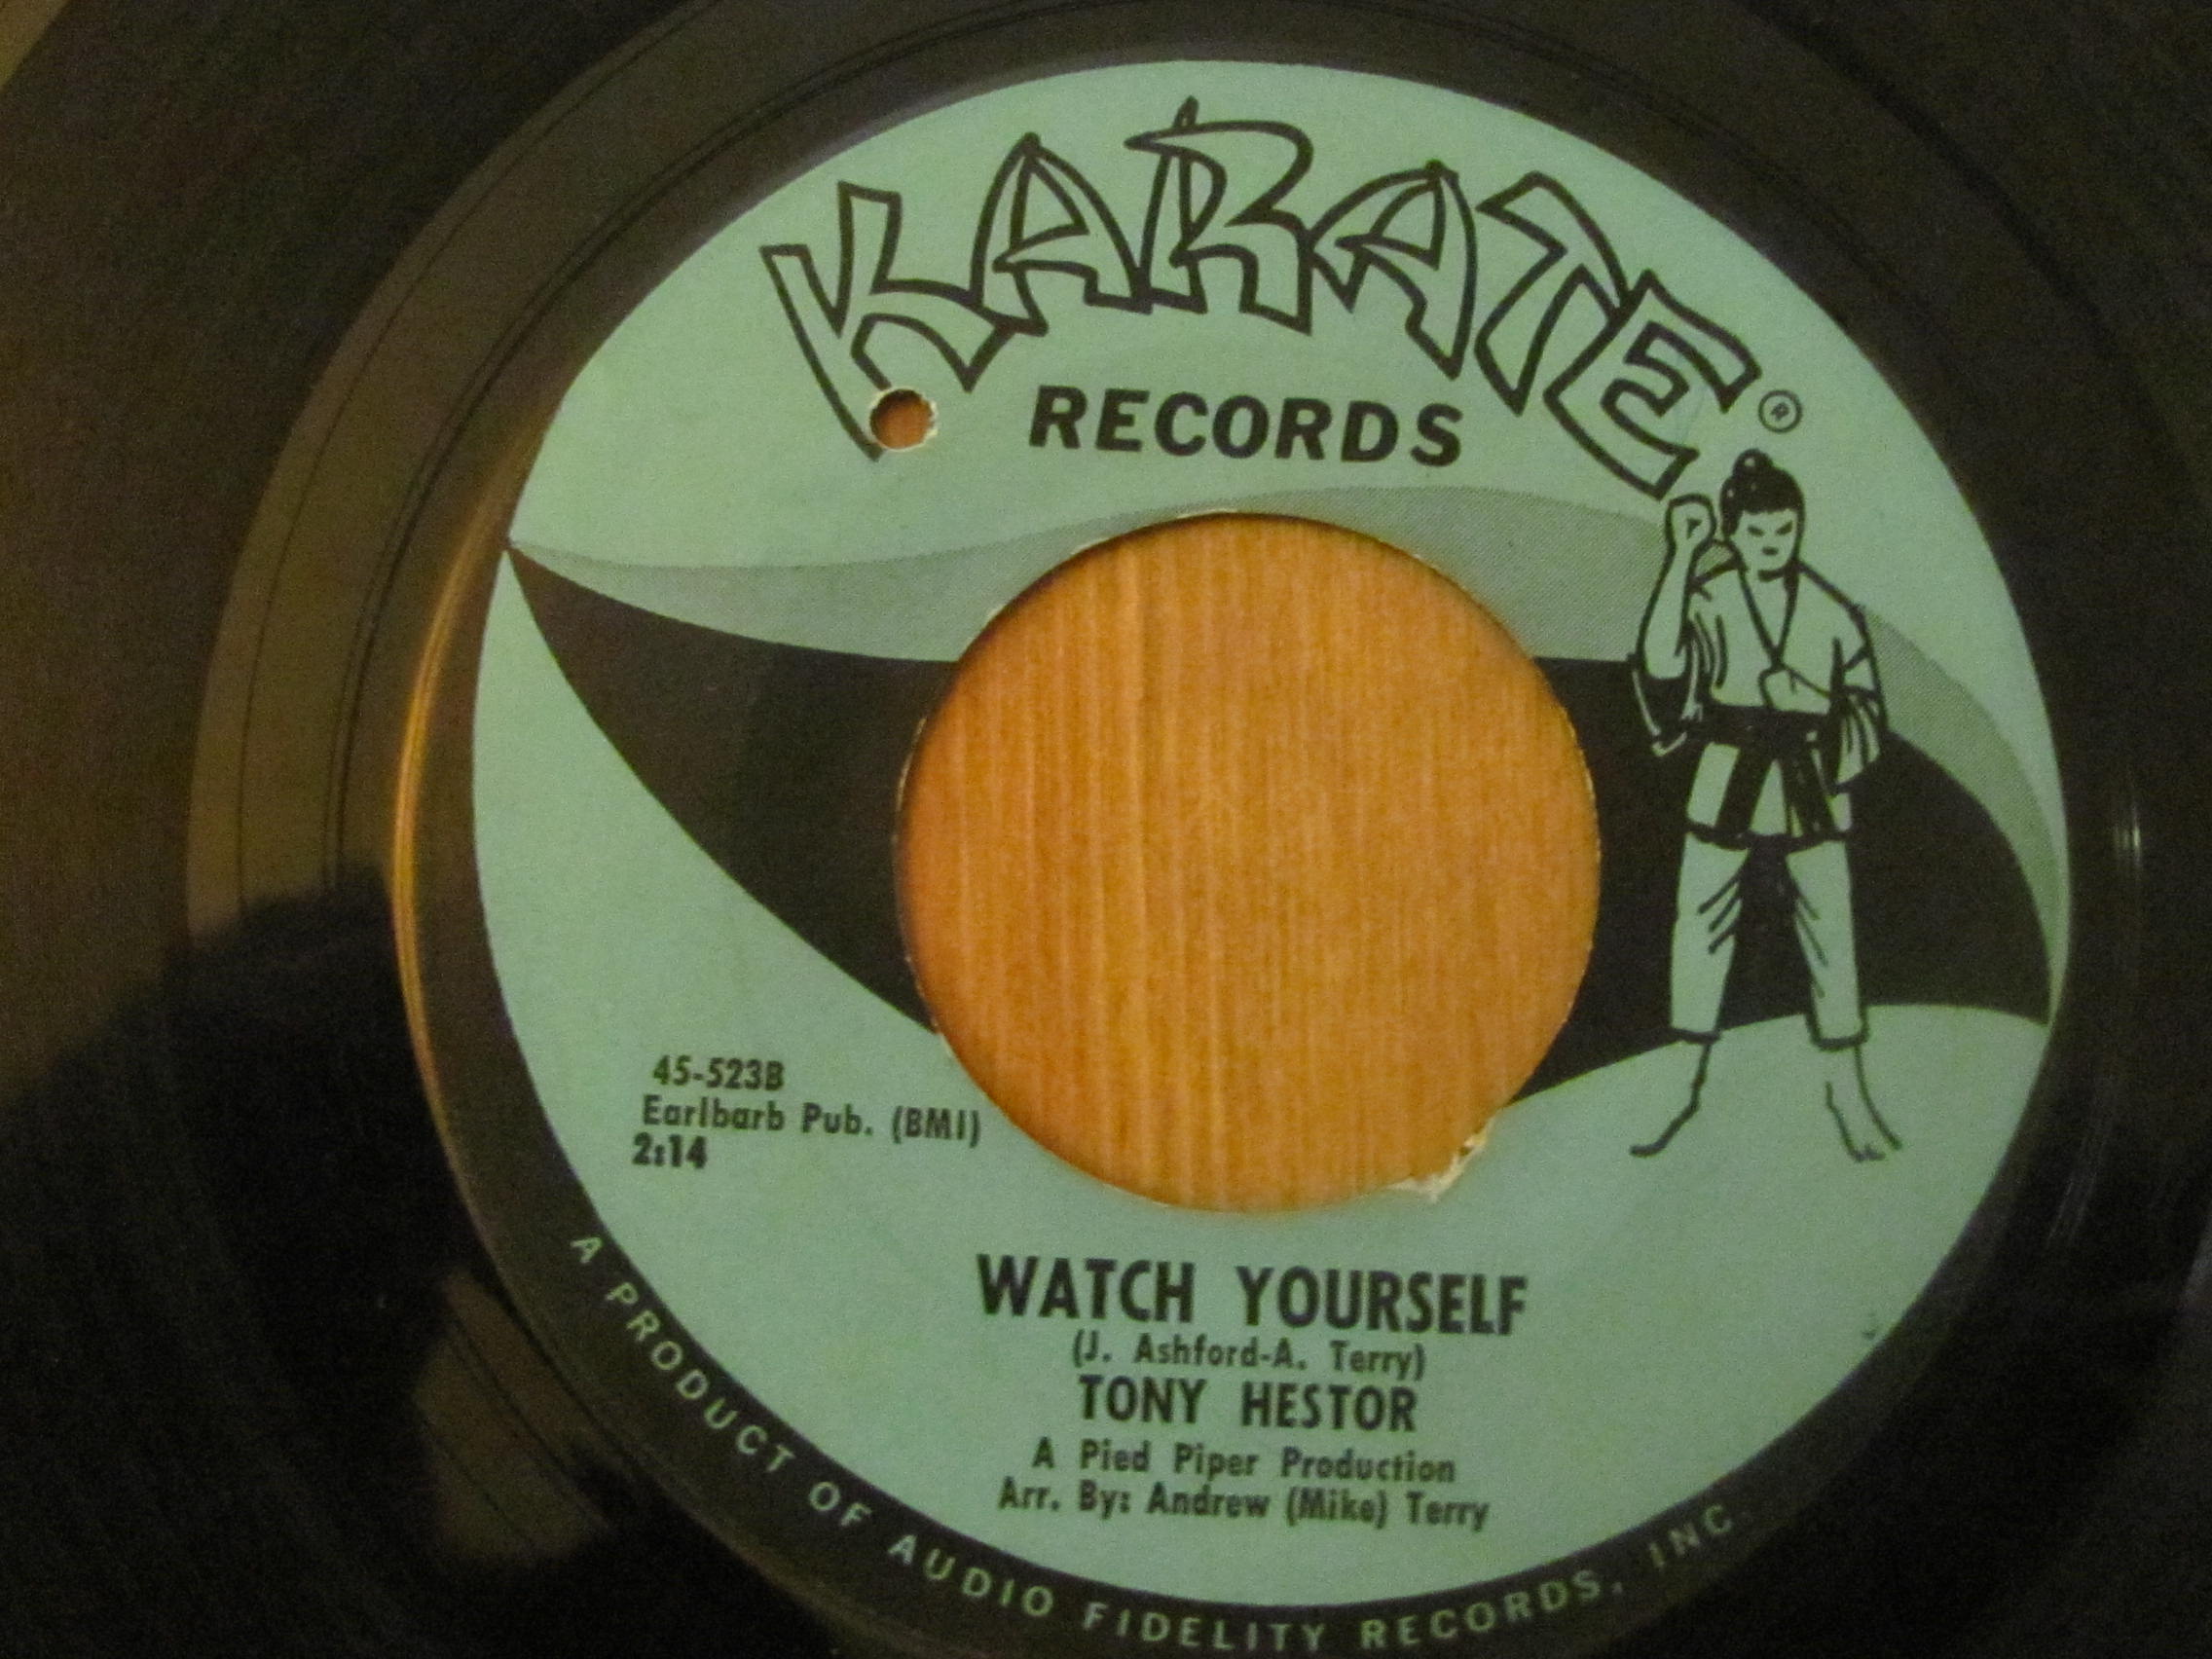 KARATE ®
RECORDS
45-523B
Earlbarb Pub. (BMI)
2:14
WATCH YOURSELF
(J. Ashford-A. Terry)
TONY HESTOR
A Pied Piper Production
Arr. By: Andrew (Mike) Terry
A PRODUCT OF AUDIO FIDELITY RECORDS, INC.